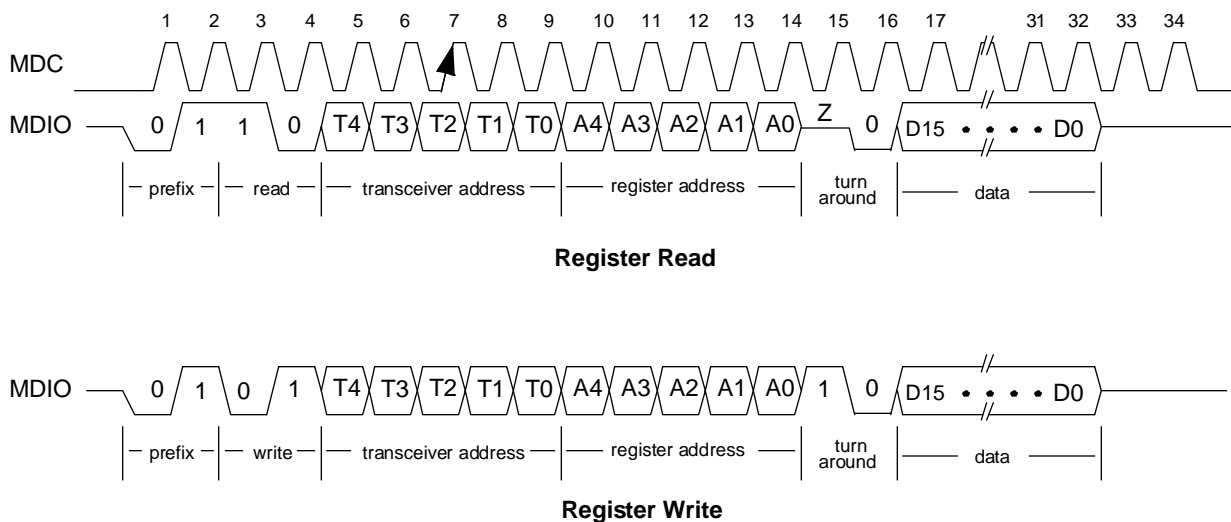 1 2 3 4 5 6 7 8 9 10 11 12 13 14 15 16 17 31 32 33 34
MDC
MDIO 0 1 1 0 T4 T3 T2 T1 T0 A4 A3 A2 A1 A0 Z 0 D15 D0
prefix read transceiver address register address turn around data
Register Read
MDIO 0 1 0 1 T4 T3 T2 T1 T0 A4 A3 A2 A1 A0 1 0 D15 D0
prefix write transceiver address register address turn around data
Register Write